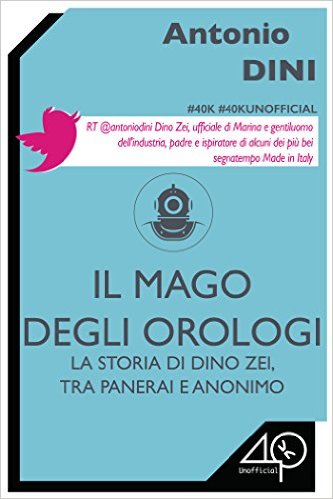 Antonio
DINI
#40K #40KUNOFFICIAL
RT @antoniodini Dino Zei, ufficiale di Marina e gentiluomo
dell'industria, padre e ispiratore di alcuni dei più bei
segnatempo Made in Italy
IL MAGO
DEGLI OROLOGI
LA STORIA DI DINO ZEI,
TRA PANERAI E ANONIMO
40K
Unofficial